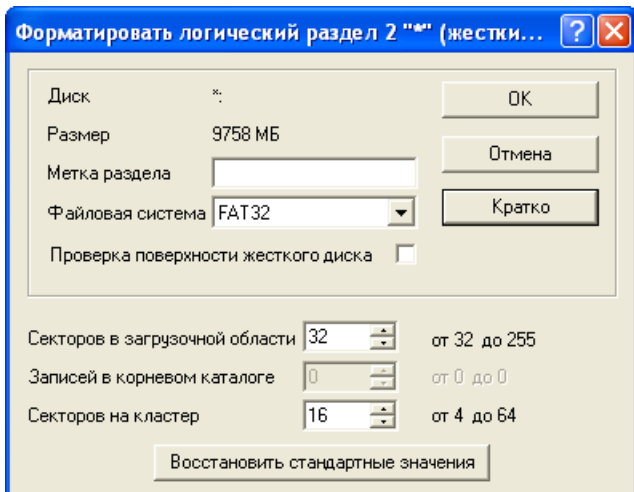 Форматировать логический раздел 2 "*" (жестки...
Диск *: OK
Размер 9758 МБ
Отмена
Метка раздела
Файловая система FAT32 Кратко
Проверка поверхности жесткого диска
Секторов в загрузочной области 32 от 32 до 255
Записей в корневом каталоге 0 от 0 до 0
Секторов на кластер 16 от 4 до 64
Восстановить стандартные значения